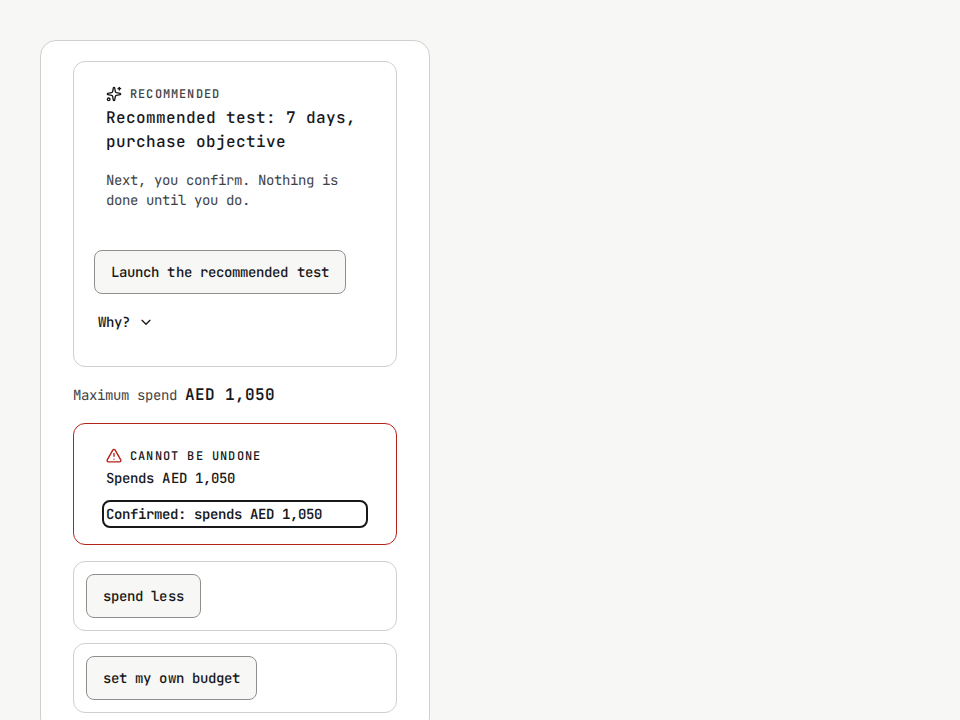 RECOMMENDED
Recommended test: 7 days,
purchase objective
Next, you confirm. Nothing is
done until you do.
Launch the recommended test
Why?
Maximum spend AED 1,050
CANNOT BE UNDONE
Spends AED 1,050
Confirmed: spends AED 1,050
spend less
set my own budget